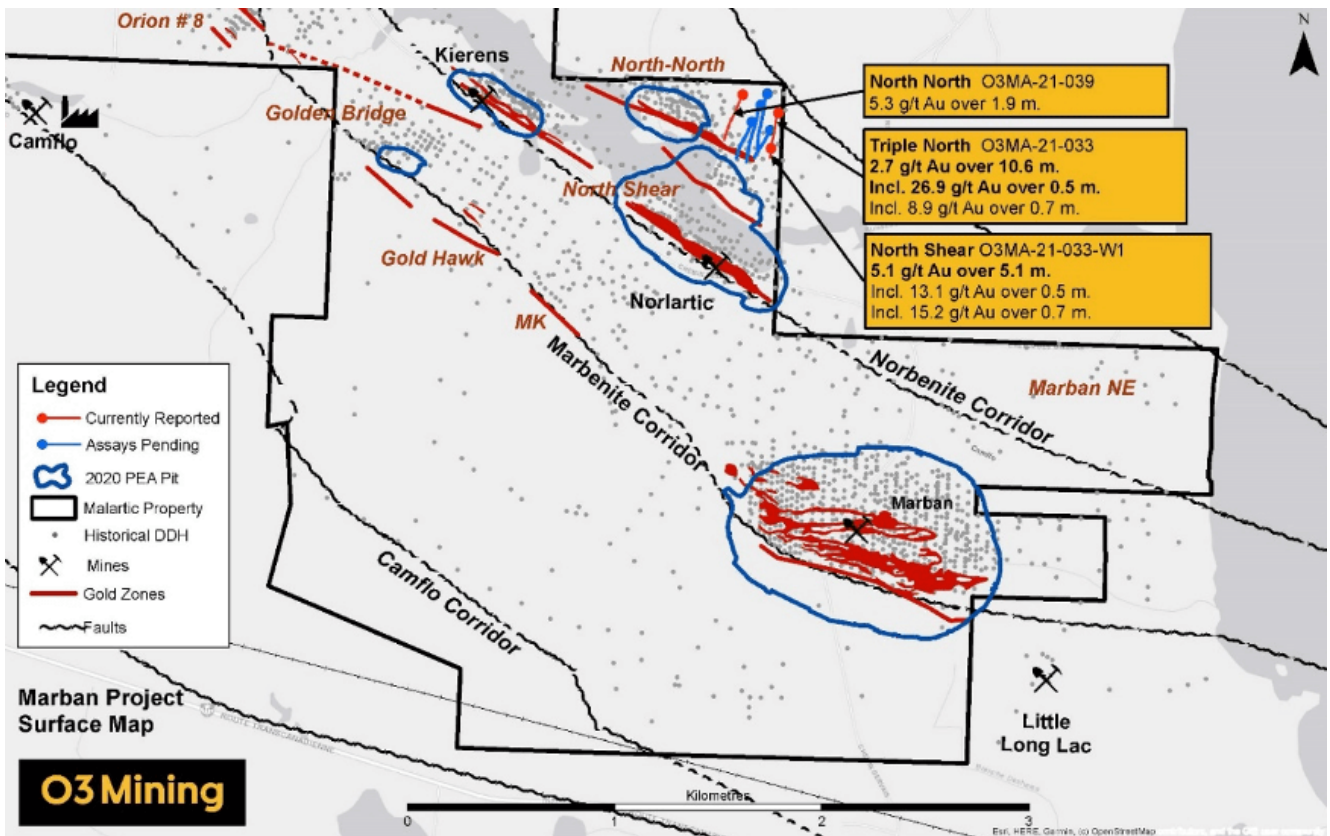 Orion # 8
Kierens
North-North
N
North North O3MA-21-039
5.3 g/t Au over 1.9 m.
Golden Bridge
Camflo
Triple North O3MA-21-033
2.7 g/t Au over 10.6 m.
Incl. 26.9 g/t Au over 0.5 m.
Incl. 8.9 g/t Au over 0.7 m.
North Shear
North Shear O3MA-21-033-W1
5.1 g/t Au over 5.1 m.
Incl. 13.1 g/t Au over 0.5 m.
Incl. 15.2 g/t Au over 0.7 m.
Gold Hawk
Norlartic
MK
Marbenite Corridor
Norbenite Corridor
Marban NE
Legend
Currently Reported
Assays Pending
2020 PEA Pit
Malartic Property
Historical DDH
Mines
Gold Zones
Faults
Marban
Camflo Corridor
Marban Project
Surface Map
ROUTE TRANSCANADIENNE
Little
Long Lac
O3 Mining
Kilometres
0 1 2 3
Esri, HERE, Garmin, (c) OpenStreetMap